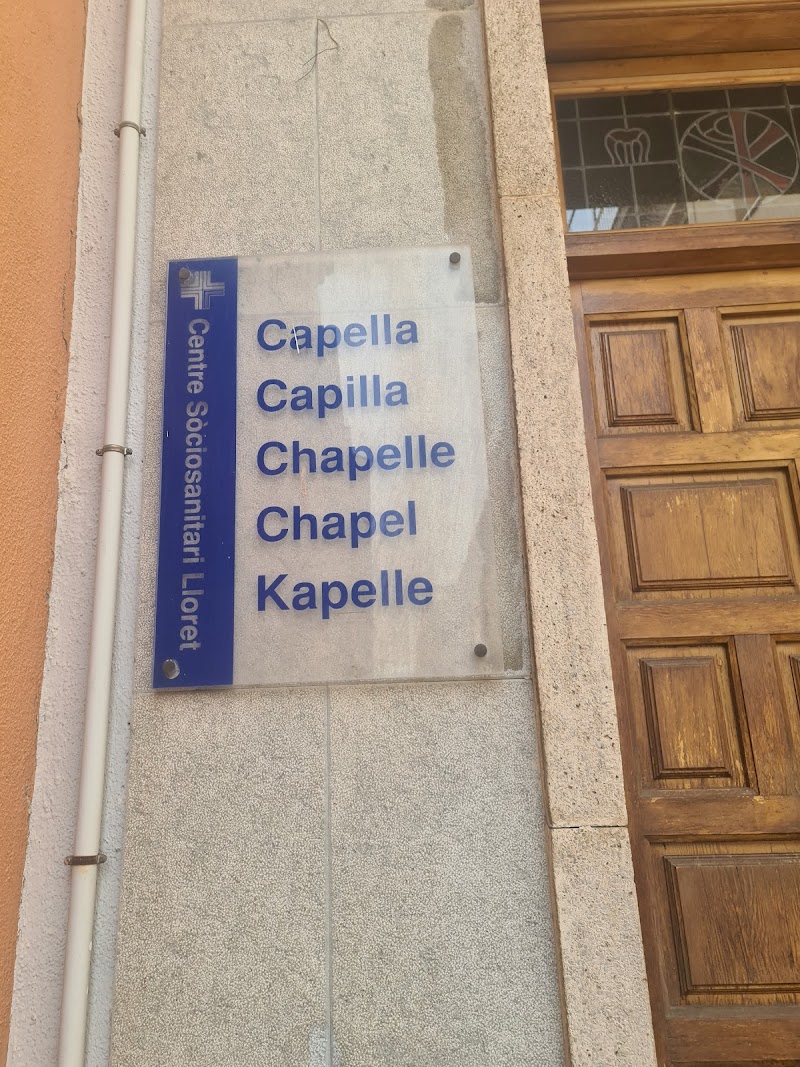 Centre Sòciosanitari Lloret
Capella
Capilla
Chapelle
Chapel
Kapelle